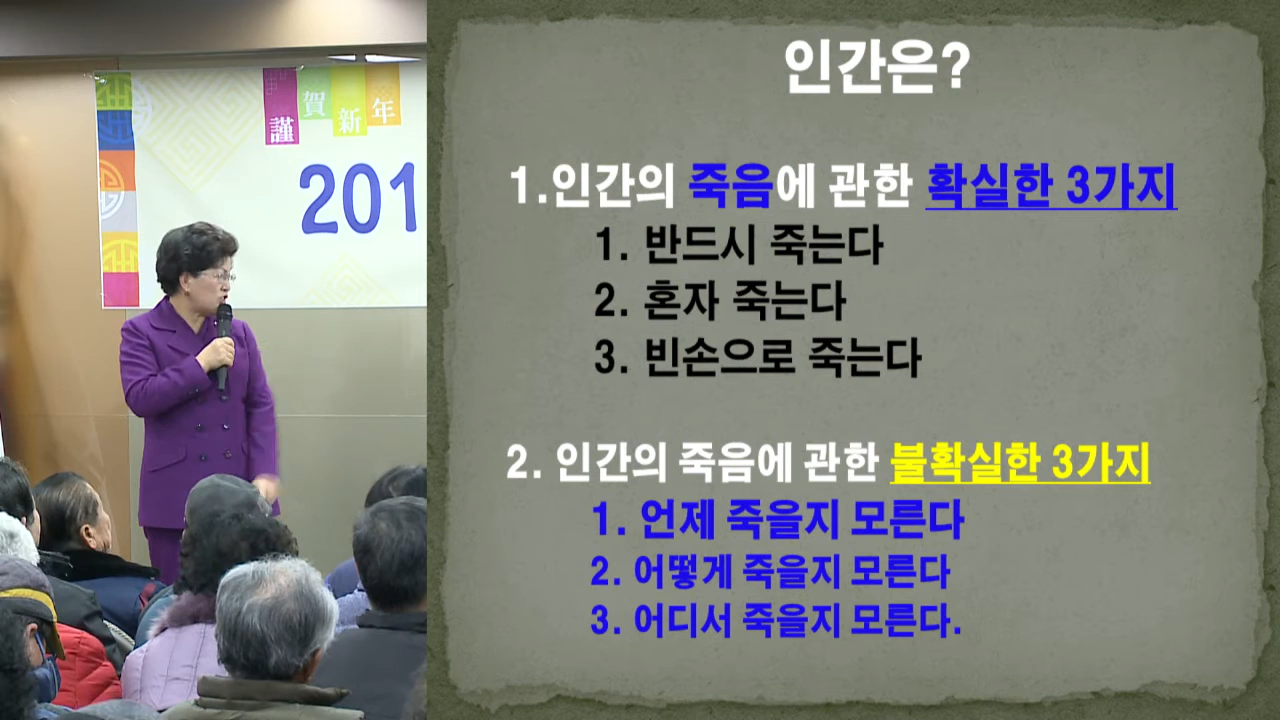 謹賀新年
201
인간은?
1.인간의 죽음에 관한 확실한 3가지
1. 반드시 죽는다
2. 혼자 죽는다
3. 빈손으로 죽는다
2. 인간의 죽음에 관한 불확실한 3가지
1. 언제 죽을지 모른다
2. 어떻게 죽을지 모른다
3. 어디서 죽을지 모른다.